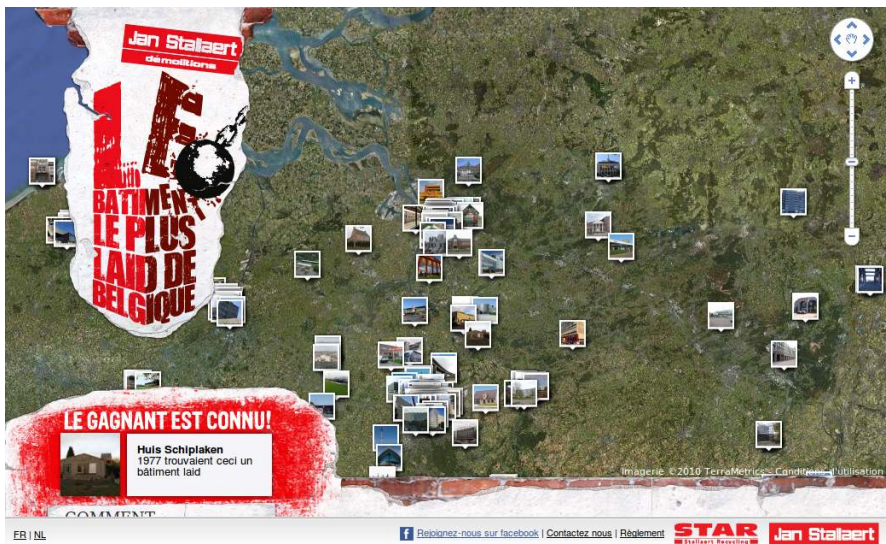 Jan Stallaert
démolitions
LE
BATIMENT
LE PLUS
LAID DE
BELGIQUE
LE GAGNANT EST CONNU!
Huis Schiplaken
1977 trouvaient ceci un
bâtiment laid
COMMENT
Imagerie ©2010 TerraMetrics - Conditions d'utilisation
FR | NL
f Rejoignez-nous sur facebook | Contactez nous | Règlement
STAR
Stallaert Recycling
Jan Stallaert